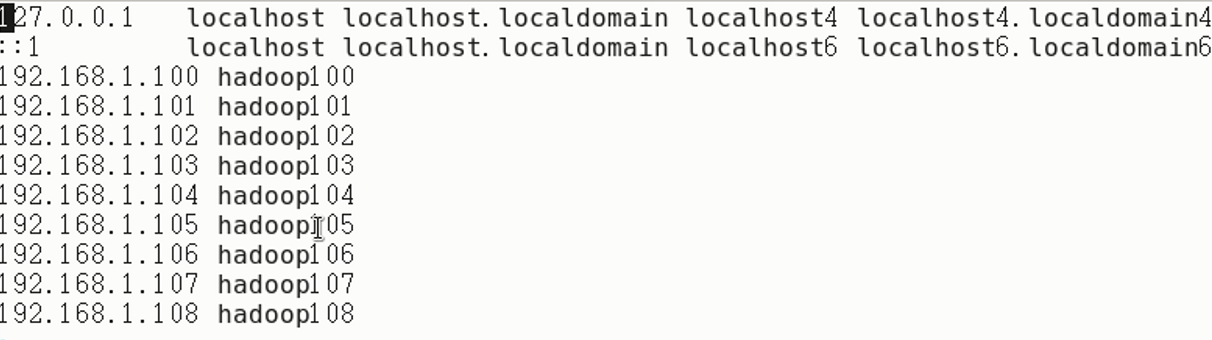 127.0.0.1 localhost localhost.localdomain localhost4 localhost4.localdomain4
::1 localhost localhost.localdomain localhost6 localhost6.localdomain6
192.168.1.100 hadoop100
192.168.1.101 hadoop101
192.168.1.102 hadoop102
192.168.1.103 hadoop103
192.168.1.104 hadoop104
192.168.1.105 hadoop105
192.168.1.106 hadoop106
192.168.1.107 hadoop107
192.168.1.108 hadoop108